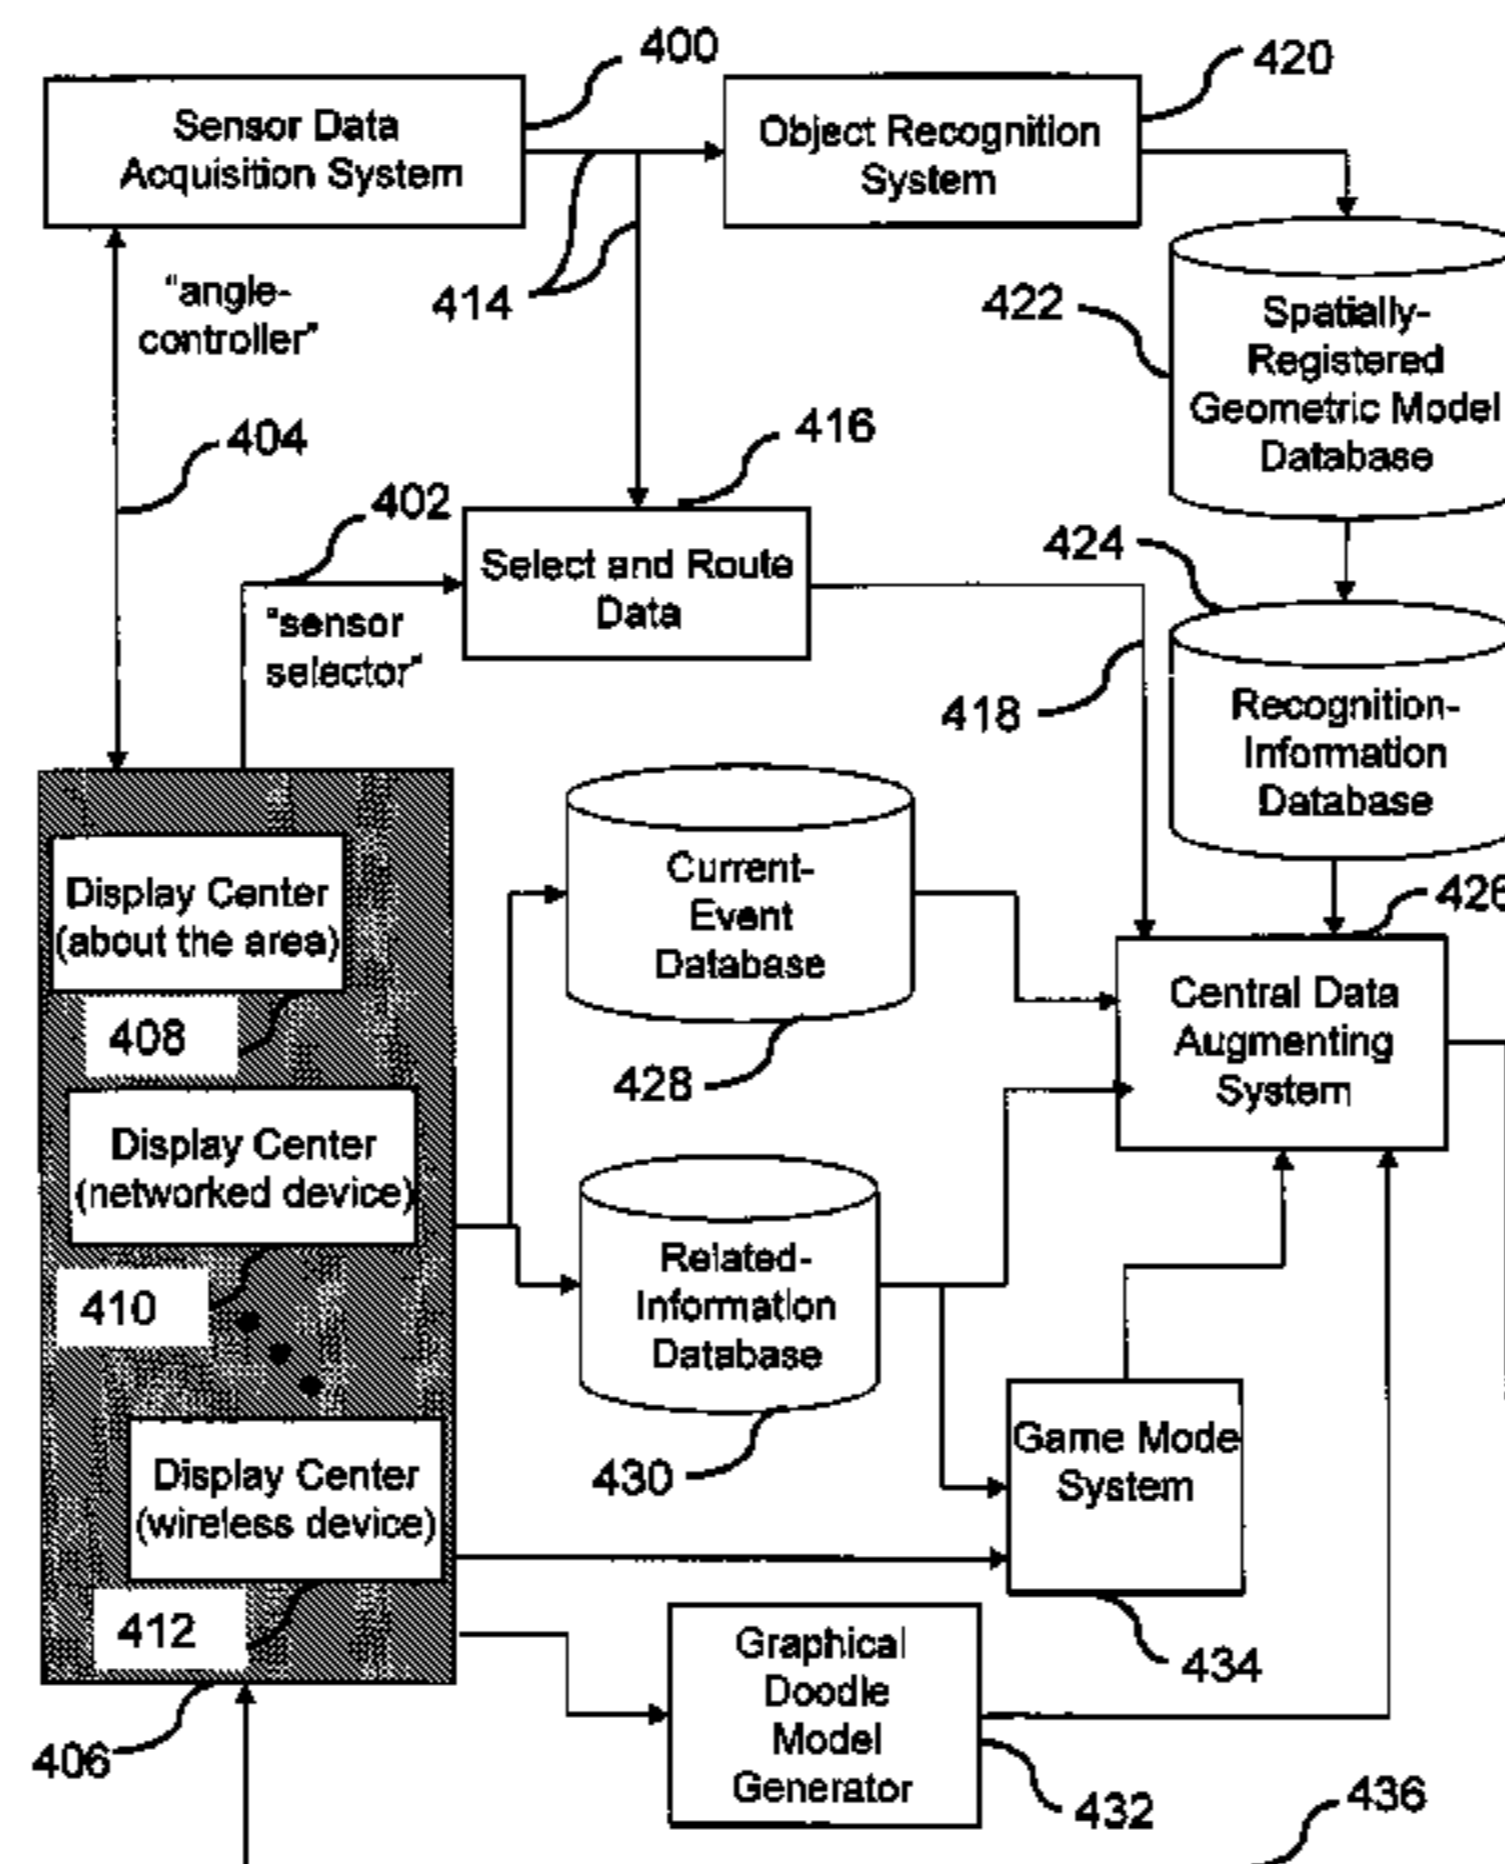 400
420
Sensor Data
Acquisition System
Object Recognition
System
"angle-
controller"
414
422
Spatially-
Registered
Geometric Model
Database
404
416
402
424
Select and Route
Data
"sensor
selector"
418
Recognition-
Information
Database
Display Center
(about the area)
408
Current-
Event
Database
428
426
Central Data
Augmenting
System
Display Center
(networked device)
410
Related-
Information
Database
430
Game Mode
System
434
Display Center
(wireless device)
412
406
Graphical
Doodle
Model
Generator
432
436